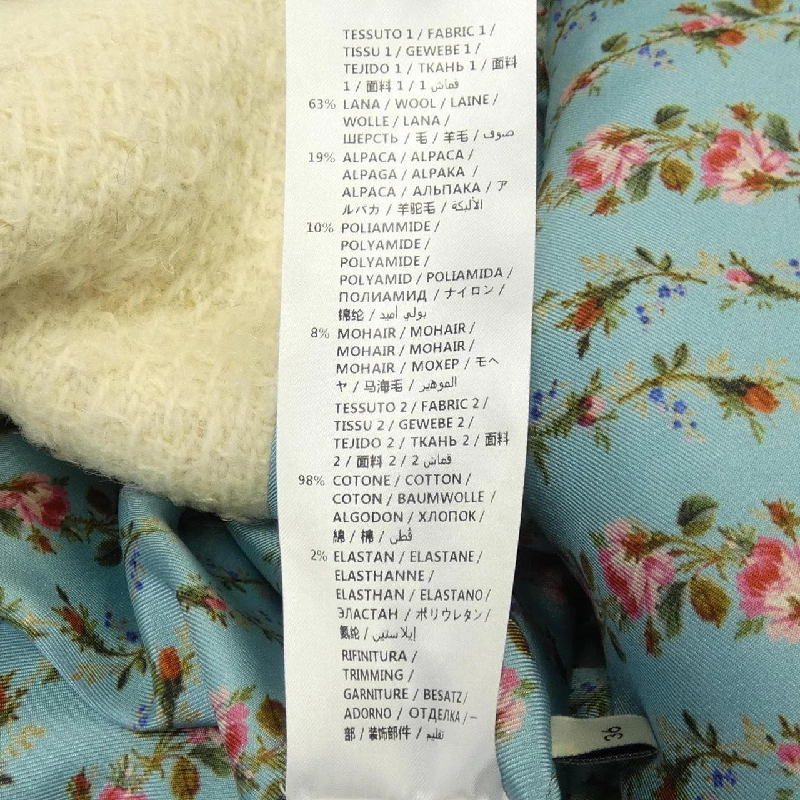 TESSUTO 1 / FABRIC 1 /
TISSU 1 / GEWEBE 1 /
TEJIDO 1 / ТКАНЬ 1 / 面料
1 / 面料 1 / قماش 1
63% LANA / WOOL / LAINE /
WOLLE / LANA /
ШЕРСТЬ / 毛 / 羊毛 / صوف
19% ALPACA / ALPACA /
ALPAGA / ALPAKA /
ALPACA / АЛЬПАКА / ア
ルパカ / 羊驼毛 / الألبكة
10% POLIAMMIDE /
POLYAMIDE /
POLYAMIDE /
POLYAMID / POLIAMIDA /
ПОЛИАМИД / ナイロン /
锦纶 / بولي أميد
8% MOHAIR / MOHAIR /
MOHAIR / MOHAIR /
MOHAIR / МОХЕР / モヘ
ヤ / 马海毛 / الموهير
TESSUTO 2 / FABRIC 2 /
TISSU 2 / GEWEBE 2 /
TEJIDO 2 / ТКАНЬ 2 / 面料
2 / 面料 2 / قماش 2
98% COTONE / COTTON /
COTON / BAUMWOLLE /
ALGODON / ХЛОПОК /
綿 / 棉 / قطن
2% ELASTAN / ELASTANE /
ELASTHANNE /
ELASTHAN / ELASTANO /
ЭЛАСТАН / ポリウレタン /
氨纶 / إيلاستين
RIFINITURA /
TRIMMING /
GARNITURE / BESATZ /
ADORNO / ОТДЕЛКА / 一
部 / 装饰部件 / تقليم
36